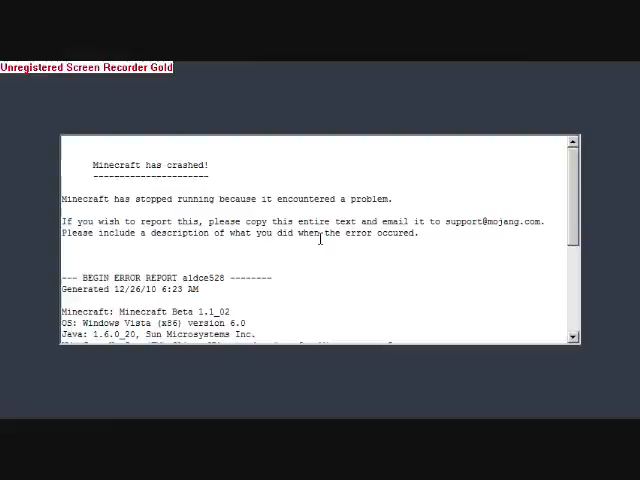 Unregistered Screen Recorder Gold
Minecraft has crashed!
----------------------
Minecraft has stopped running because it encountered a problem.
If you wish to report this, please copy this entire text and email it to support@mojang.com.
Please include a description of what you did when the error occured.
--- BEGIN ERROR REPORT aldce528 --------
Generated 12/26/10 6:23 AM
Minecraft: Minecraft Beta 1.1_02
OS: Windows Vista (x86) version 6.0
Java: 1.6.0_20, Sun Microsystems Inc.